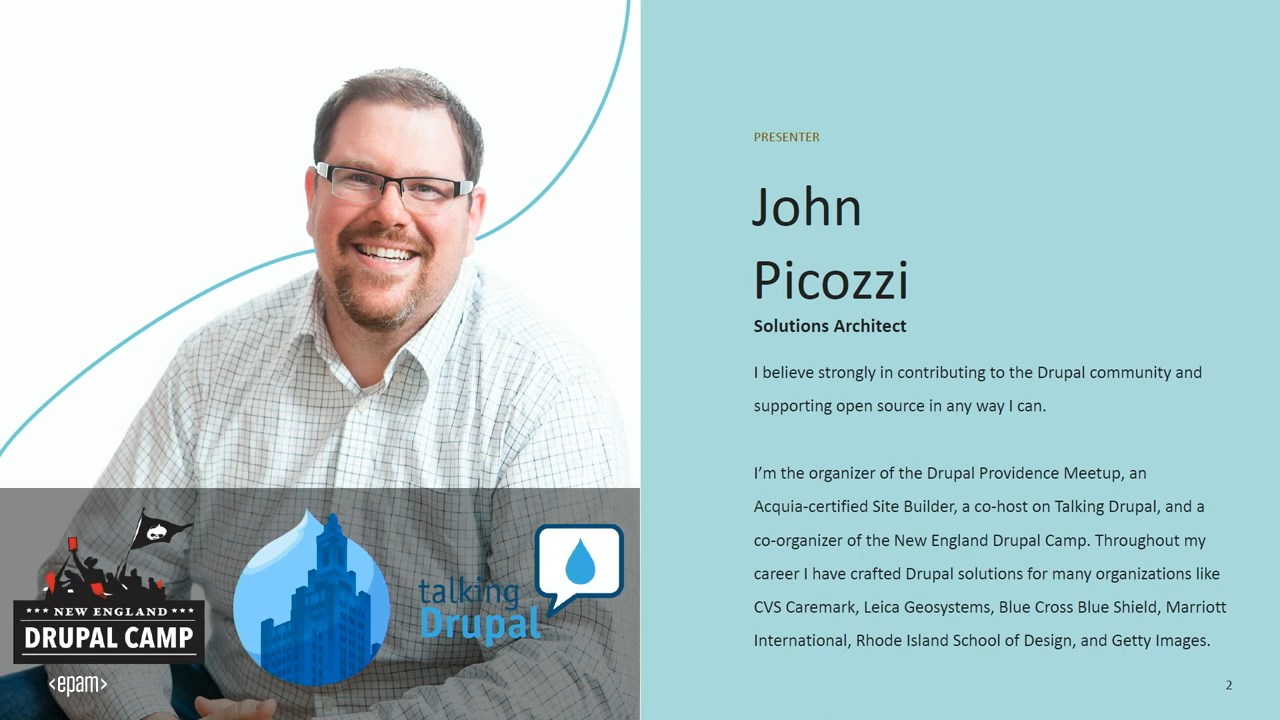 PRESENTER
John
Picozzi
Solutions Architect
I believe strongly in contributing to the Drupal community and
supporting open source in any way I can.
I’m the organizer of the Drupal Providence Meetup, an
Acquia-certified Site Builder, a co-host on Talking Drupal, and a
co-organizer of the New England Drupal Camp. Throughout my
career I have crafted Drupal solutions for many organizations like
CVS Caremark, Leica Geosystems, Blue Cross Blue Shield, Marriott
International, Rhode Island School of Design, and Getty Images.
NEW ENGLAND
DRUPAL CAMP
<epam>
talking
Drupal
2